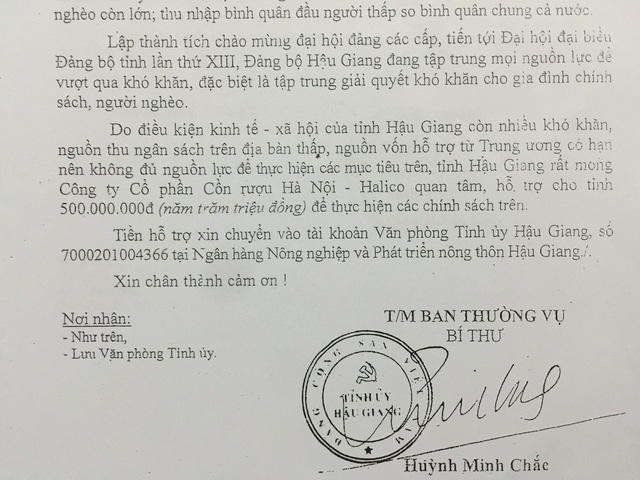 nghèo còn lớn; thu nhập bình quân đầu người thấp so bình quân chung cả nước.
Lập thành tích chào mừng đại hội đảng các cấp, tiến tới Đại hội đại biểu
Đảng bộ tỉnh lần thứ XIII, Đảng bộ Hậu Giang đang tập trung mọi nguồn lực để
vượt qua khó khăn, đặc biệt là tập trung giải quyết khó khăn cho gia đình chính
sách, người nghèo.
Do điều kiện kinh tế - xã hội của tỉnh Hậu Giang còn nhiều khó khăn,
nguồn thu ngân sách trên địa bàn thấp, nguồn vốn hỗ trợ từ Trung ương có hạn
nên không đủ nguồn lực để thực hiện các mục tiêu trên, tỉnh Hậu Giang rất mong
Công ty Cổ phần Cồn rượu Hà Nội - Halico quan tâm, hỗ trợ cho tỉnh
500.000.000đ (năm trăm triệu đồng) để thực hiện các chính sách trên.
Tiền hỗ trợ xin chuyển vào tài khoản Văn phòng Tỉnh ủy Hậu Giang, số
7000201004366 tại Ngân hàng Nông nghiệp và Phát triển nông thôn Hậu Giang./.
Xin chân thành cảm ơn !
Nơi nhận:
- Như trên,
- Lưu Văn phòng Tỉnh ủy.
T/M BAN THƯỜNG VỤ
BÍ THƯ
ĐẢNG CỘNG SẢN VIỆT NAM
TỈNH ỦY
HẬU GIANG
Huỳnh Minh Chắc